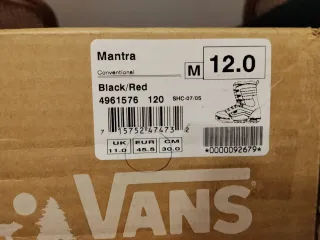 Mantra
Conventional
M 12.0
Black/Red
4961576 120 SHC-07/05
7 15752 47473 2
UK EUR CM
11.0 45.5 30.0
*0000092679*
VANS